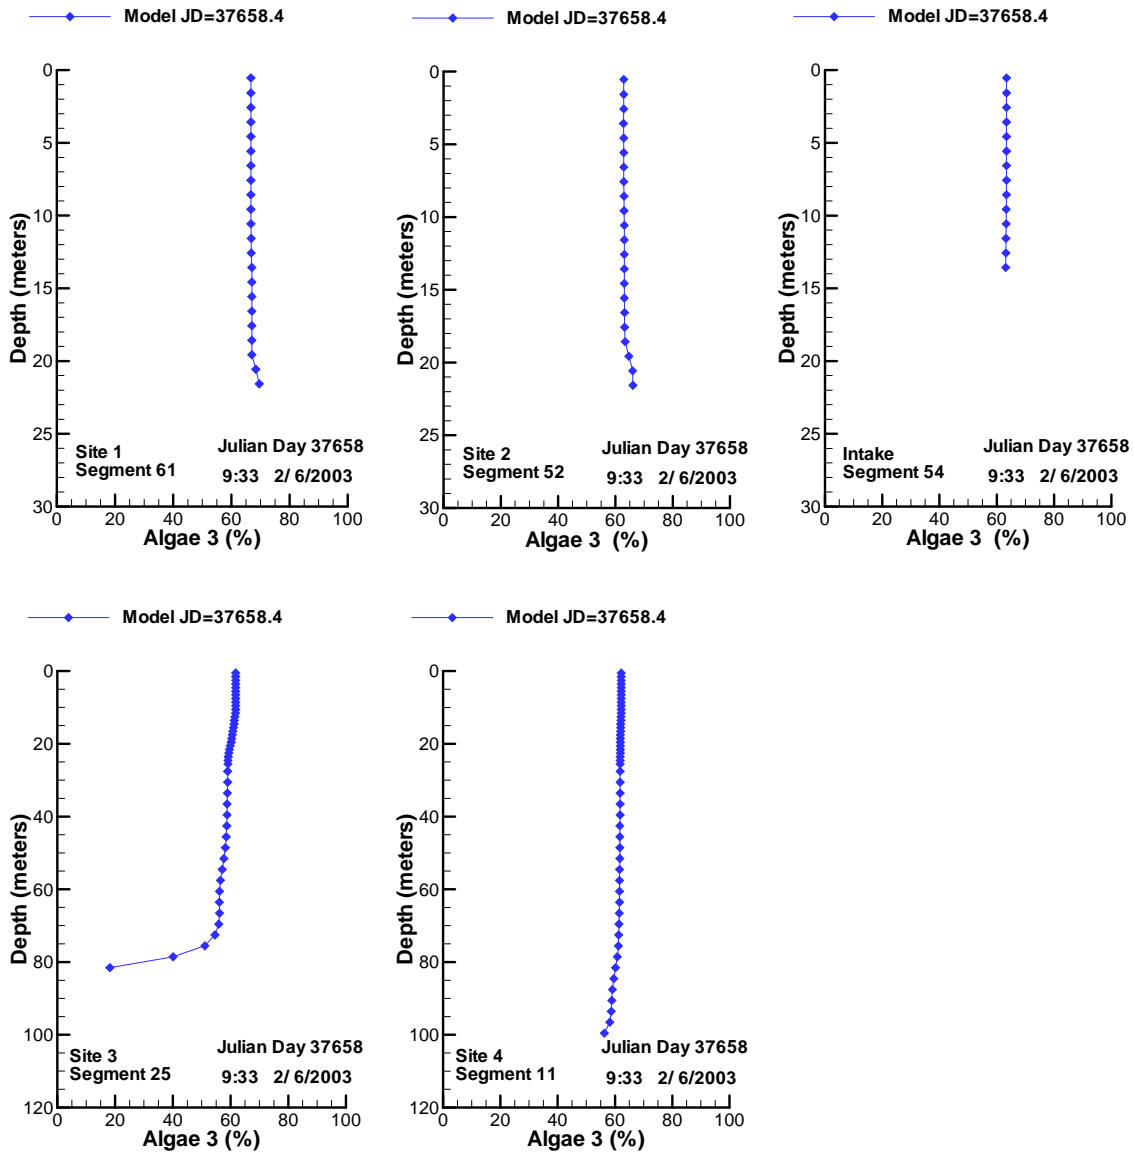 Model JD=37658.4
Model JD=37658.4
Model JD=37658.4
0
5
10
15
20
25
30
Depth (meters)
Site 1
Segment 61
Julian Day 37658
9:33 2/ 6/2003
0 20 40 60 80 100
Algae 3 (%)
0
5
10
15
20
25
30
Depth (meters)
Site 2
Segment 52
Julian Day 37658
9:33 2/ 6/2003
0 20 40 60 80 100
Algae 3 (%)
0
5
10
15
20
25
30
Depth (meters)
Intake
Segment 54
Julian Day 37658
9:33 2/ 6/2003
0 20 40 60 80 100
Algae 3 (%)
Model JD=37658.4
Model JD=37658.4
0
20
40
60
80
100
120
Depth (meters)
Site 3
Segment 25
Julian Day 37658
9:33 2/ 6/2003
0 20 40 60 80 100
Algae 3 (%)
0
20
40
60
80
100
120
Depth (meters)
Site 4
Segment 11
Julian Day 37658
9:33 2/ 6/2003
0 20 40 60 80 100
Algae 3 (%)